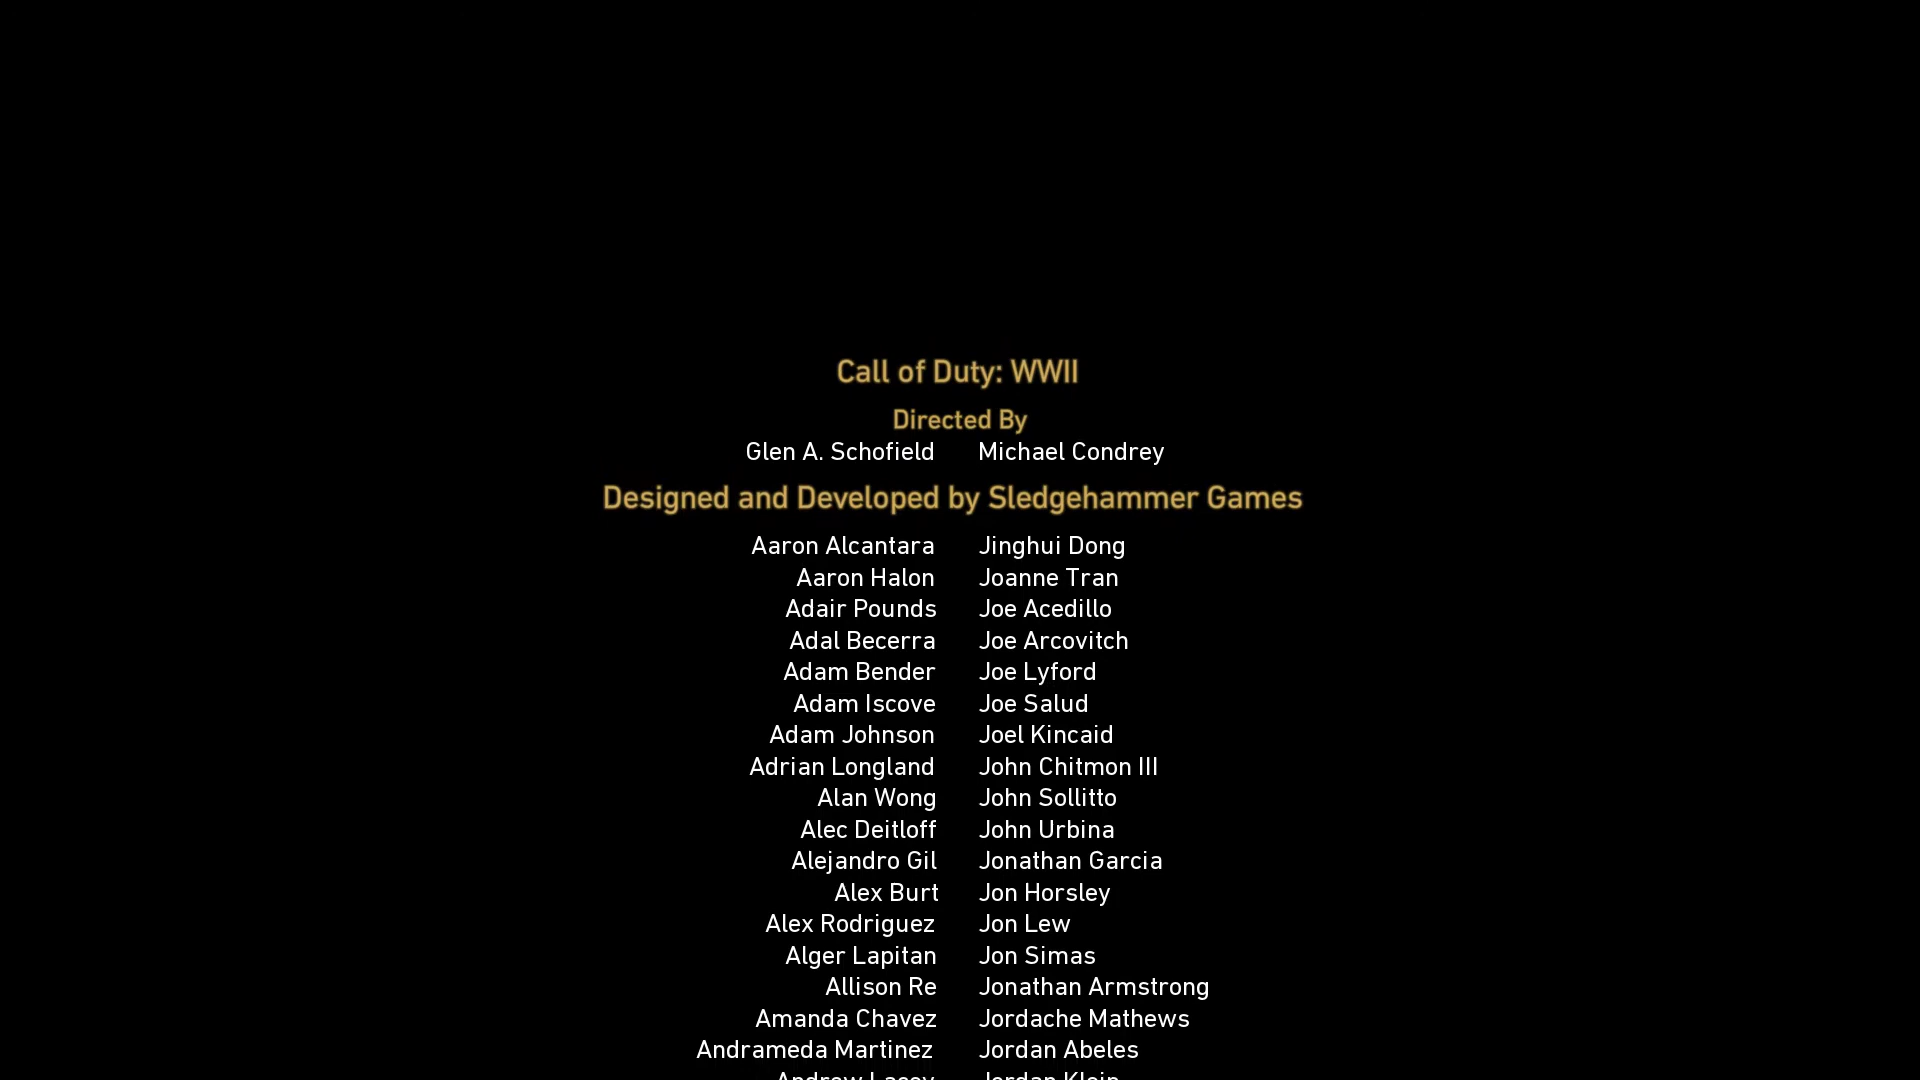 Call of Duty: WWII
Directed By
Glen A. Schofield Michael Condrey
Designed and Developed by Sledgehammer Games
Aaron Alcantara Jinghui Dong
Aaron Halon Joanne Tran
Adair Pounds Joe Acedillo
Adal Becerra Joe Arcovitch
Adam Bender Joe Lyford
Adam Iscove Joe Salud
Adam Johnson Joel Kincaid
Adrian Longland John Chitmon III
Alan Wong John Sollitto
Alec Deitloff John Urbina
Alejandro Gil Jonathan Garcia
Alex Burt Jon Horsley
Alex Rodriguez Jon Lew
Alger Lapitan Jon Simas
Allison Re Jonathan Armstrong
Amanda Chavez Jordache Mathews
Andrameda Martinez Jordan Abeles
Andrew Lacey Jordan Klein